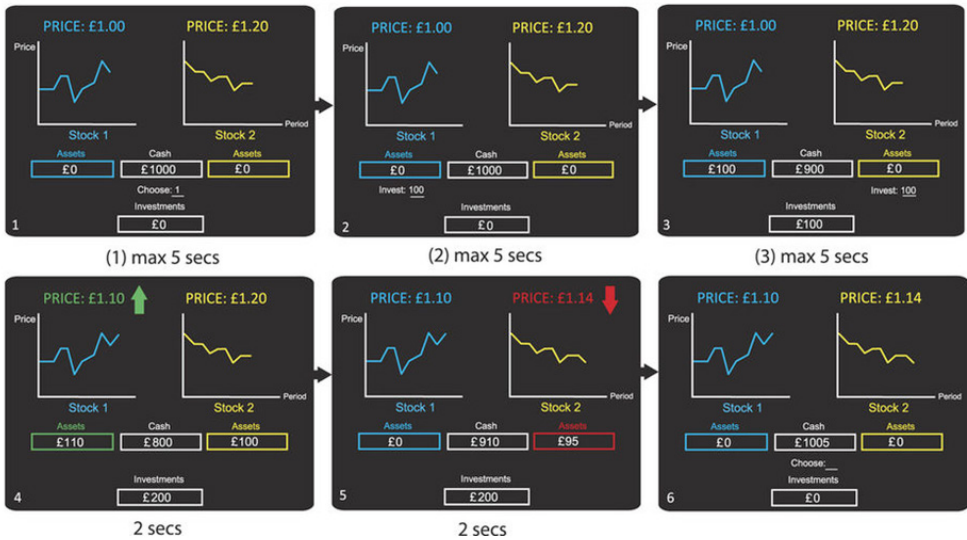 PRICE: £1.00 PRICE: £1.20
Price
Period
Stock 1 Stock 2
Assets Cash Assets
£0 £1000 £0
Choose: 1
Investments
1 £0
(1) max 5 secs
PRICE: £1.00 PRICE: £1.20
Price
Period
Stock 1 Stock 2
Assets Cash Assets
£0 £1000 £0
Invest: 100
Investments
2 £0
(2) max 5 secs
PRICE: £1.00 PRICE: £1.20
Price
Period
Stock 1 Stock 2
Assets Cash Assets
£100 £900 £0
Invest: 100
Investments
3 £100
(3) max 5 secs
PRICE: £1.10 PRICE: £1.20
Price
Period
Stock 1 Stock 2
Assets Cash Assets
£110 £800 £100
Investments
4 £200
2 secs
PRICE: £1.10 PRICE: £1.14
Price
Period
Stock 1 Stock 2
Assets Cash Assets
£0 £910 £95
Investments
5 £200
2 secs
PRICE: £1.10 PRICE: £1.14
Price
Period
Stock 1 Stock 2
Assets Cash Assets
£0 £1005 £0
Choose:__
Investments
6 £0